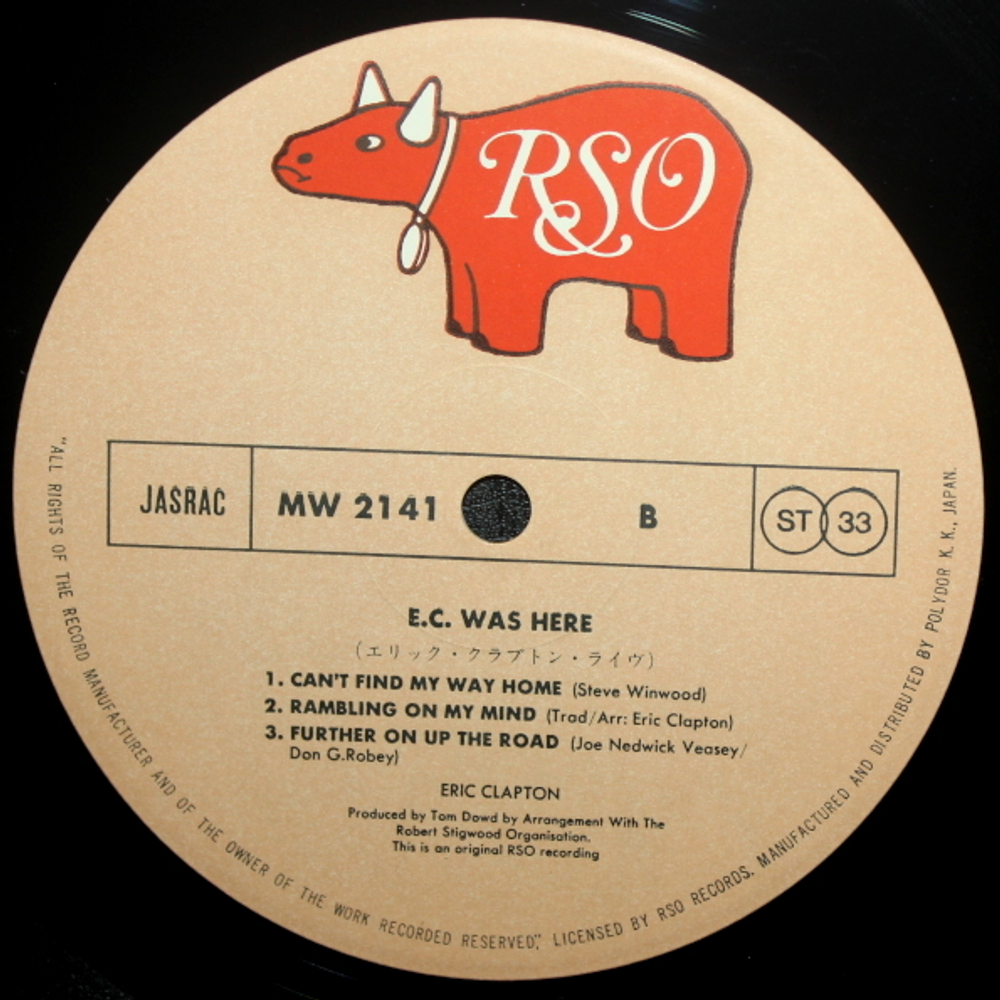 RSO
JASRAC MW 2141 B ST 33
E.C. WAS HERE
(エリック・クラプトン・ライヴ)
1. CAN'T FIND MY WAY HOME (Steve Winwood)
2. RAMBLING ON MY MIND (Trad/Arr: Eric Clapton)
3. FURTHER ON UP THE ROAD (Joe Nedwick Veasey/
Don G.Robey)
ERIC CLAPTON
Produced by Tom Dowd by Arrangement With The
Robert Stigwood Organisation.
This is an original RSO recording
"ALL RIGHTS OF THE RECORD MANUFACTURER AND OF THE OWNER OF THE WORK RECORDED RESERVED," LICENSED BY RSO RECORDS. MANUFACTURED AND DISTRIBUTED BY POLYDOR K. K., JAPAN.